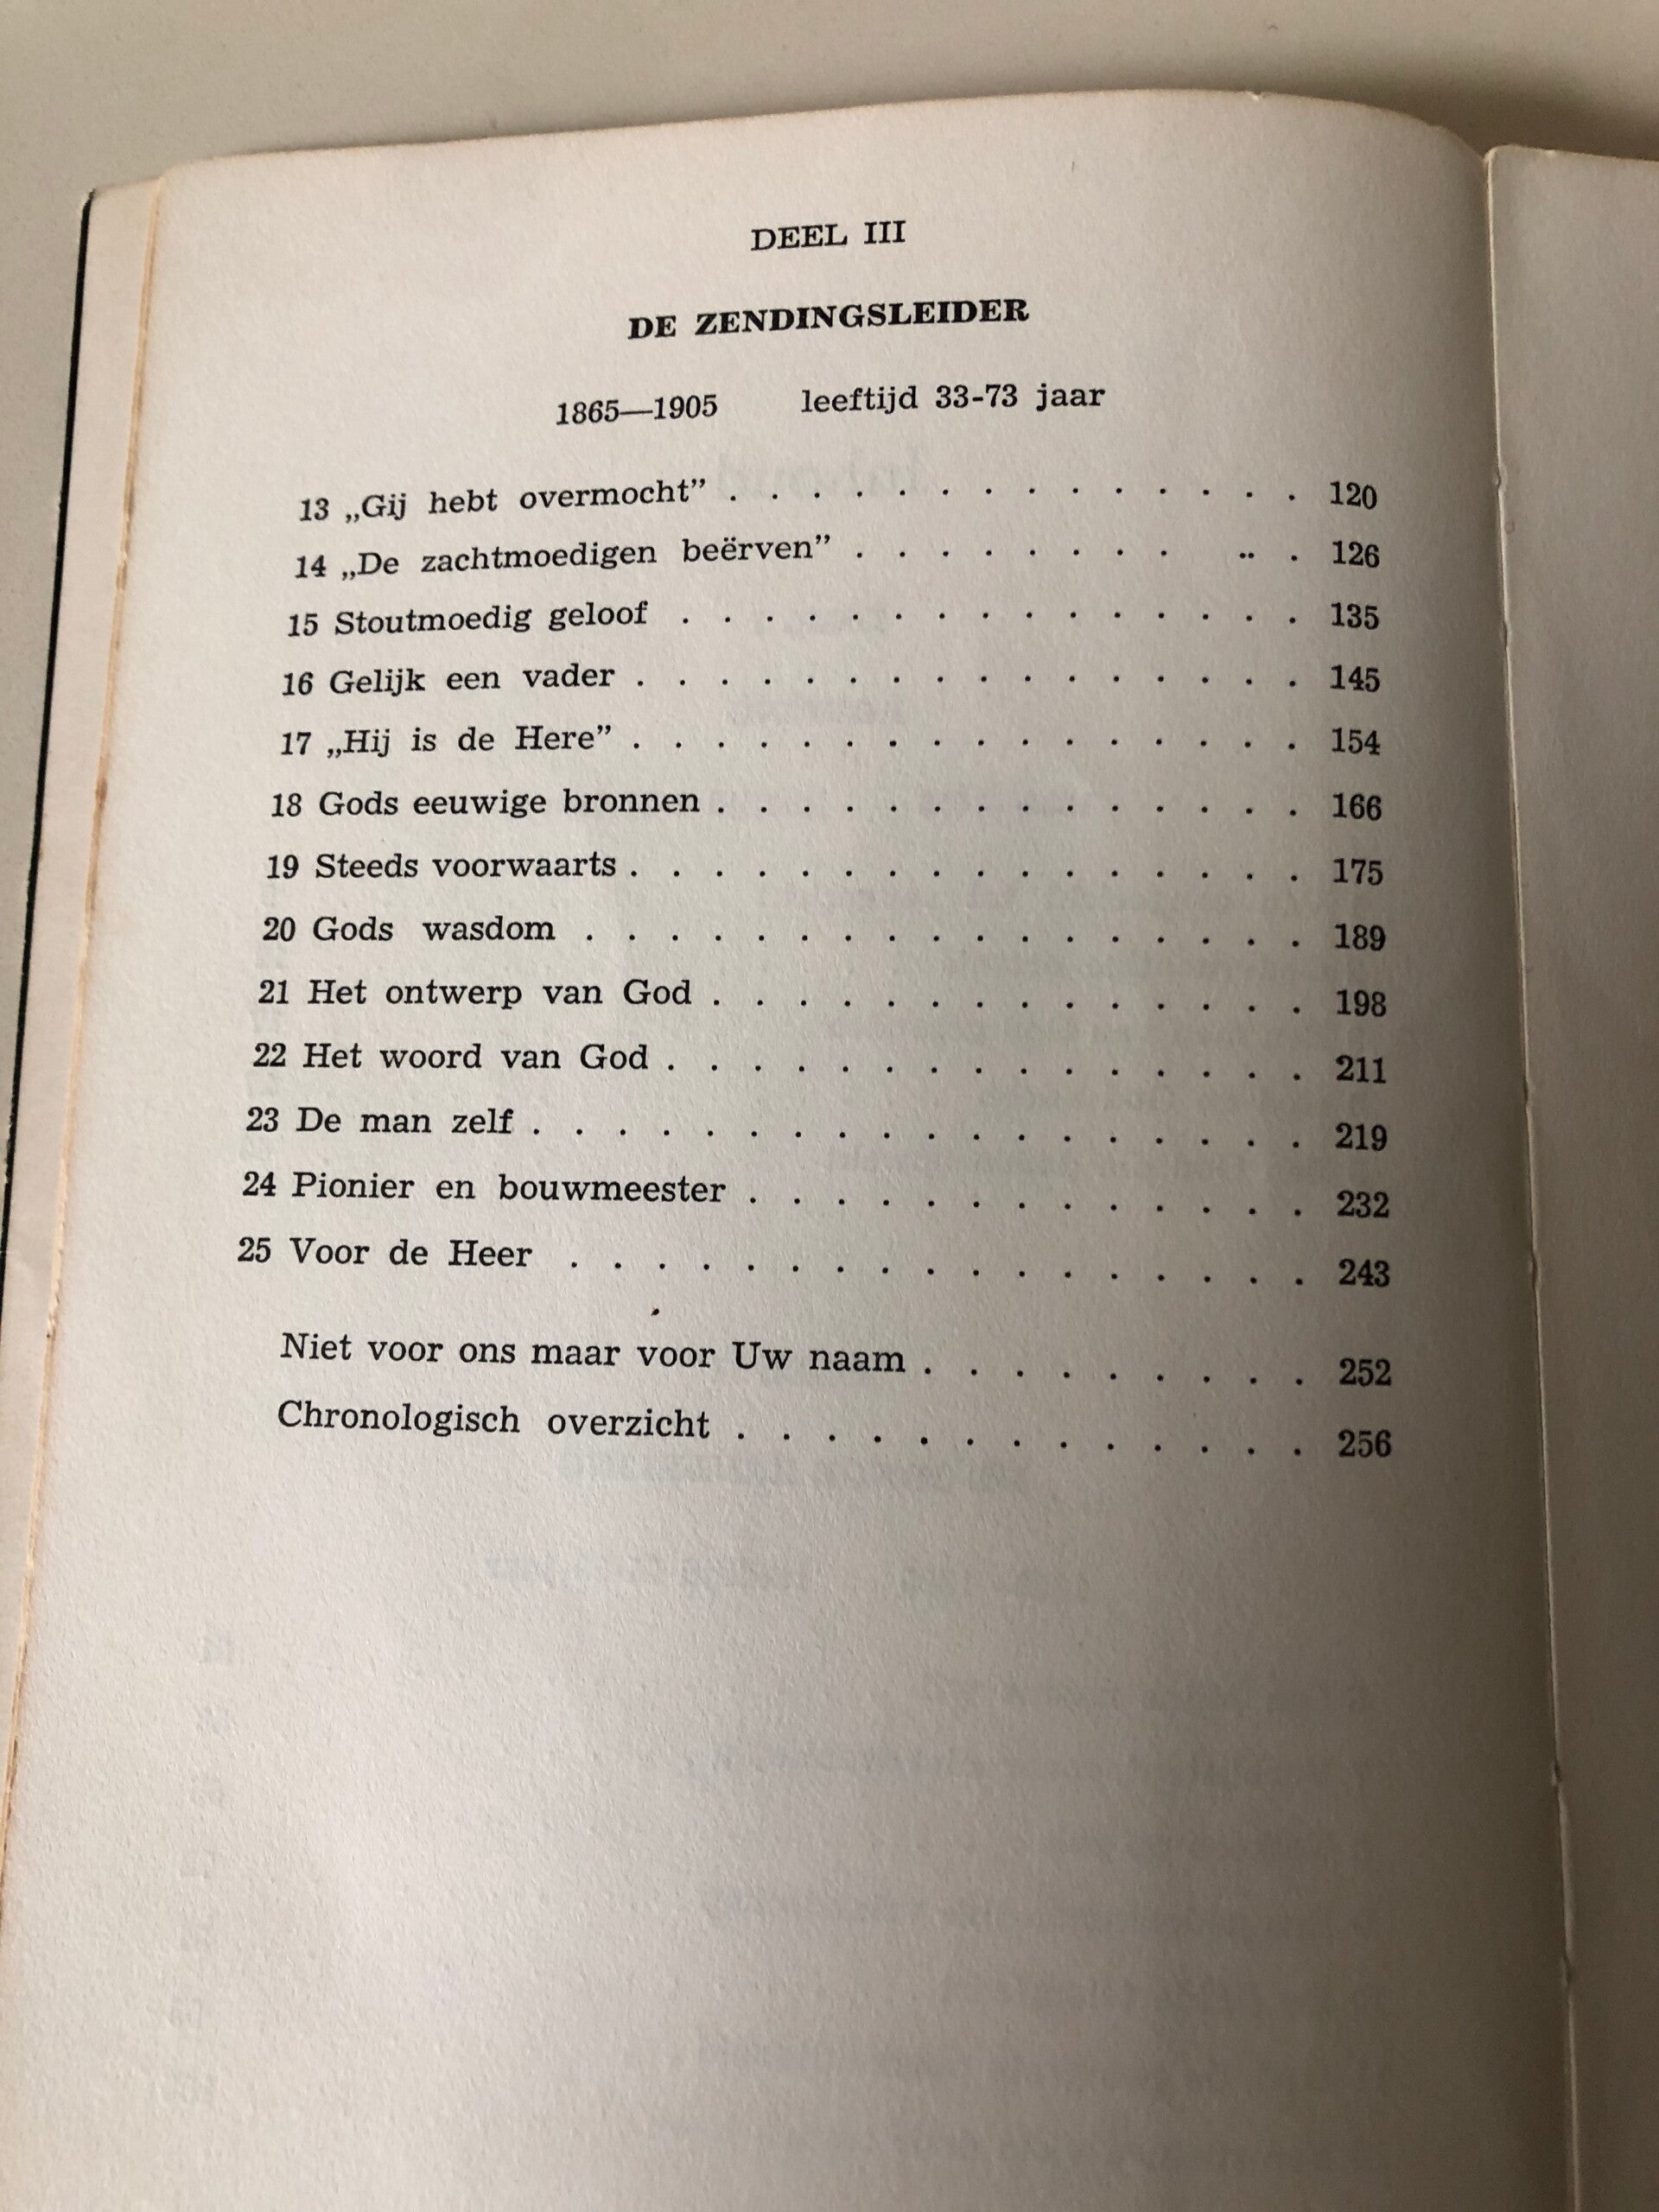 DEEL III
DE ZENDINGSLEIDER
1865—1905 leeftijd 33-73 jaar
13 „Gij hebt overmocht” . . . . . . . . . . . . . . 120
14 „De zachtmoedigen beërven” . . . . . . . . .. . 126
15 Stoutmoedig geloof . . . . . . . . . . . . . . . 135
16 Gelijk een vader . . . . . . . . . . . . . . . . 145
17 „Hij is de Here” . . . . . . . . . . . . . . . . 154
18 Gods eeuwige bronnen . . . . . . . . . . . . . . 166
19 Steeds voorwaarts . . . . . . . . . . . . . . . . 175
20 Gods wasdom . . . . . . . . . . . . . . . . . 189
21 Het ontwerp van God . . . . . . . . . . . . . . 198
22 Het woord van God . . . . . . . . . . . . . . . 211
23 De man zelf . . . . . . . . . . . . . . . . . . 219
24 Pionier en bouwmeester . . . . . . . . . . . . . 232
25 Voor de Heer . . . . . . . . . . . . . . . . . 243
Niet voor ons maar voor Uw naam . . . . . . . . . 252
Chronologisch overzicht . . . . . . . . . . . . . 256